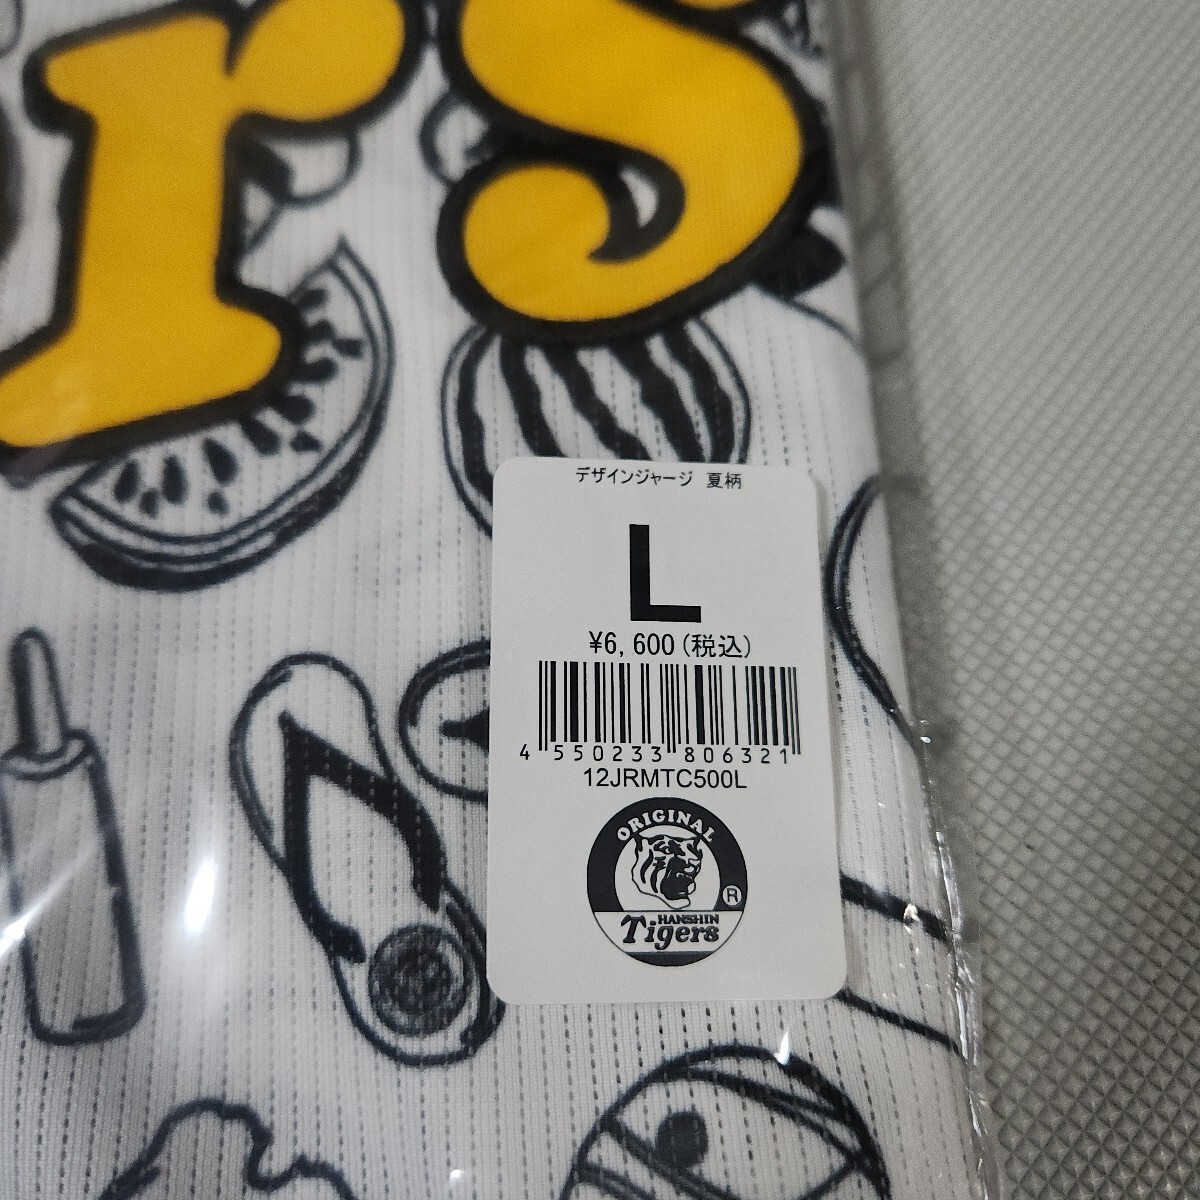 rs
デザインジャージ 夏柄
L
¥6,600(税込)
4 550233 806321
12JRMTC500L
ORIGINAL
®
HANSHIN
Tigers